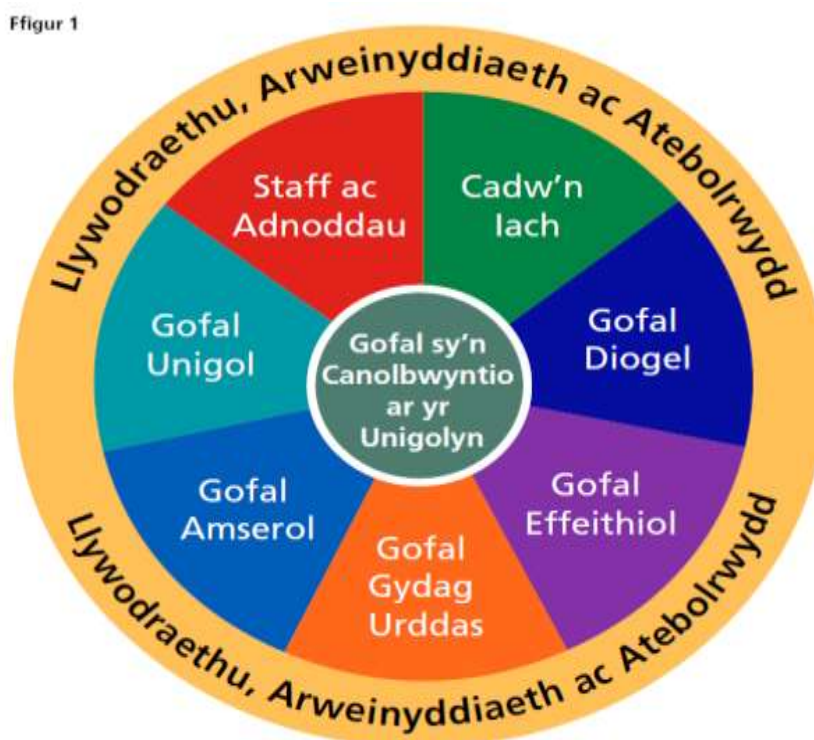 Ffigur 1
Llywodraethu, Arweinyddiaeth ac Atebolrwydd
Staff ac
Adnoddau
Cadw'n
Iach
Gofal
Unigol
Gofal sy'n
Canolbwyntio
ar yr
Unigolyn
Gofal
Diogel
Gofal
Amserol
Gofal
Gydag
Urddas
Gofal
Effeithiol
Llywodraethu, Arweinyddiaeth ac Atebolrwydd